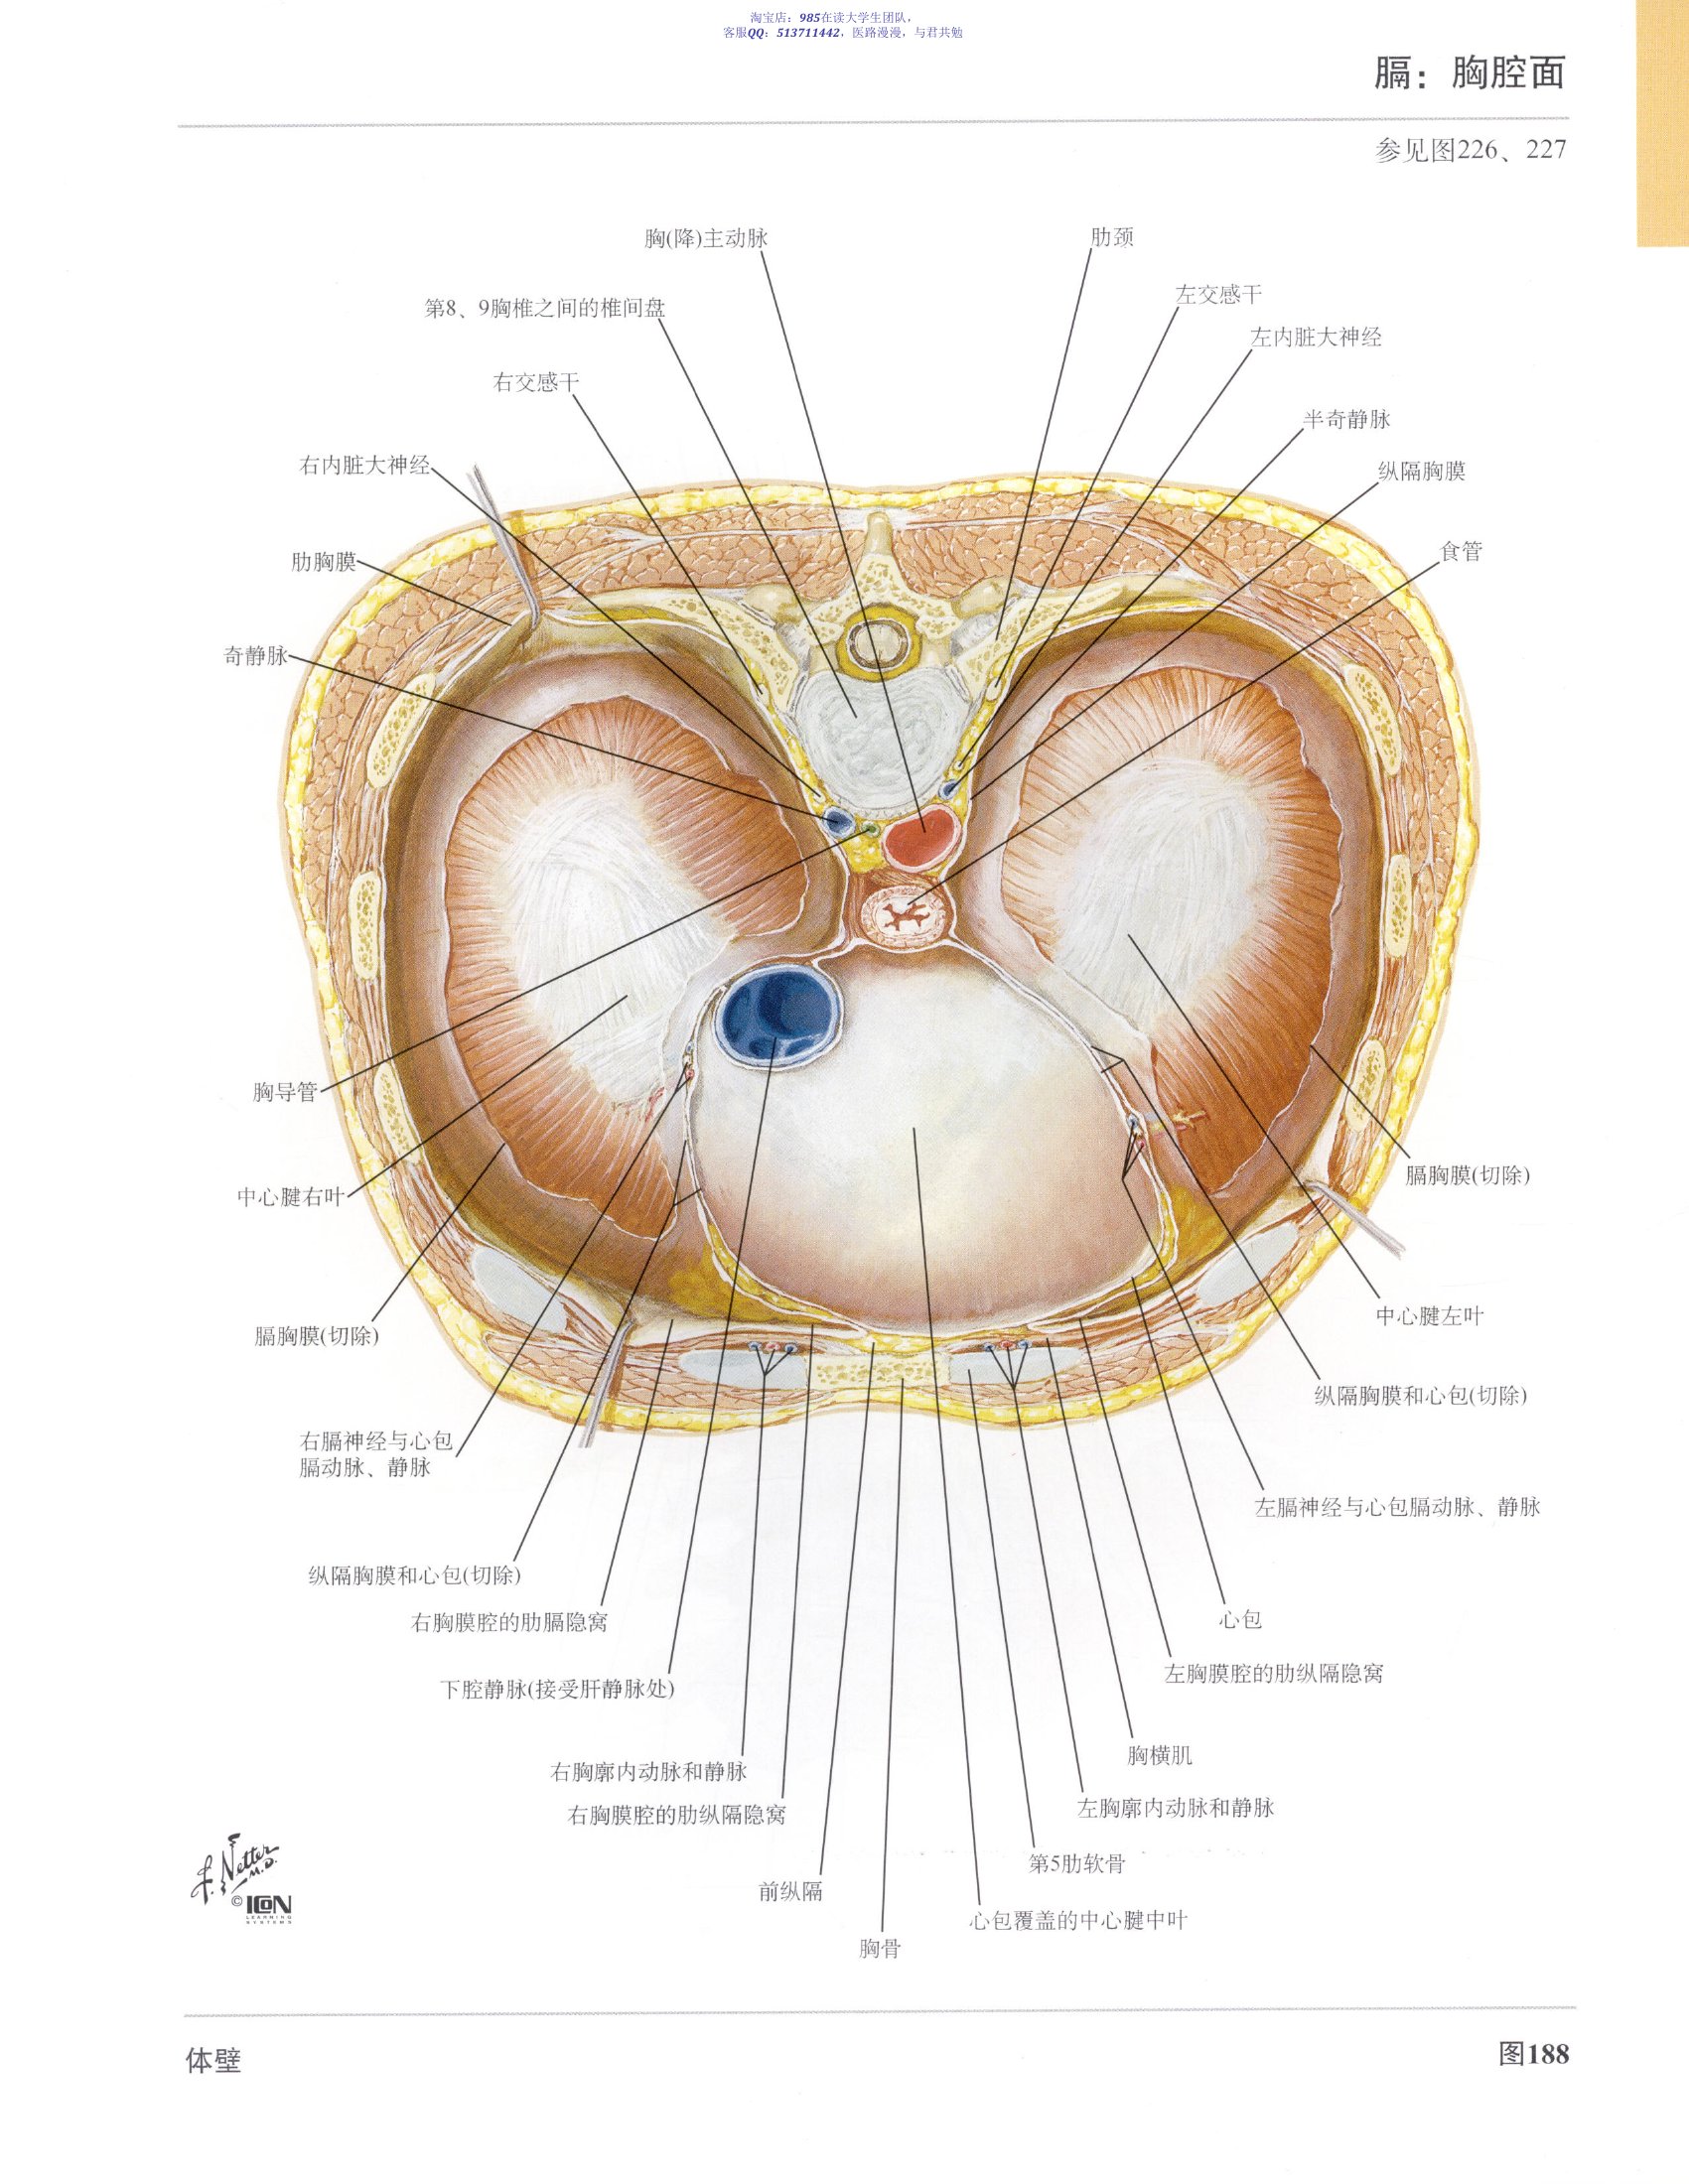 淘宝店：985在读大学生团队，
客服QQ：513711442，医路漫漫，与君共勉
膈：胸腔面
参见图226、227
胸(降)主动脉
肋颈
第8、9胸椎之间的椎间盘
左交感干
左内脏大神经
右交感干
半奇静脉
右内脏大神经
纵隔胸膜
肋胸膜
食管
奇静脉
胸导管
膈胸膜(切除)
中心腱右叶
中心腱左叶
膈胸膜(切除)
纵隔胸膜和心包(切除)
右膈神经与心包
膈动脉、静脉
左膈神经与心包膈动脉、静脉
纵隔胸膜和心包(切除)
右胸膜腔的肋膈隐窝
心包
左胸膜腔的肋纵隔隐窝
下腔静脉(接受肝静脉处)
胸横肌
右胸廓内动脉和静脉
左胸廓内动脉和静脉
右胸膜腔的肋纵隔隐窝
第5肋软骨
前纵隔
心包覆盖的中心腱中叶
胸骨
F. Netter
M.D.
© ICON
LEARNING
SYSTEMS
体壁
图188